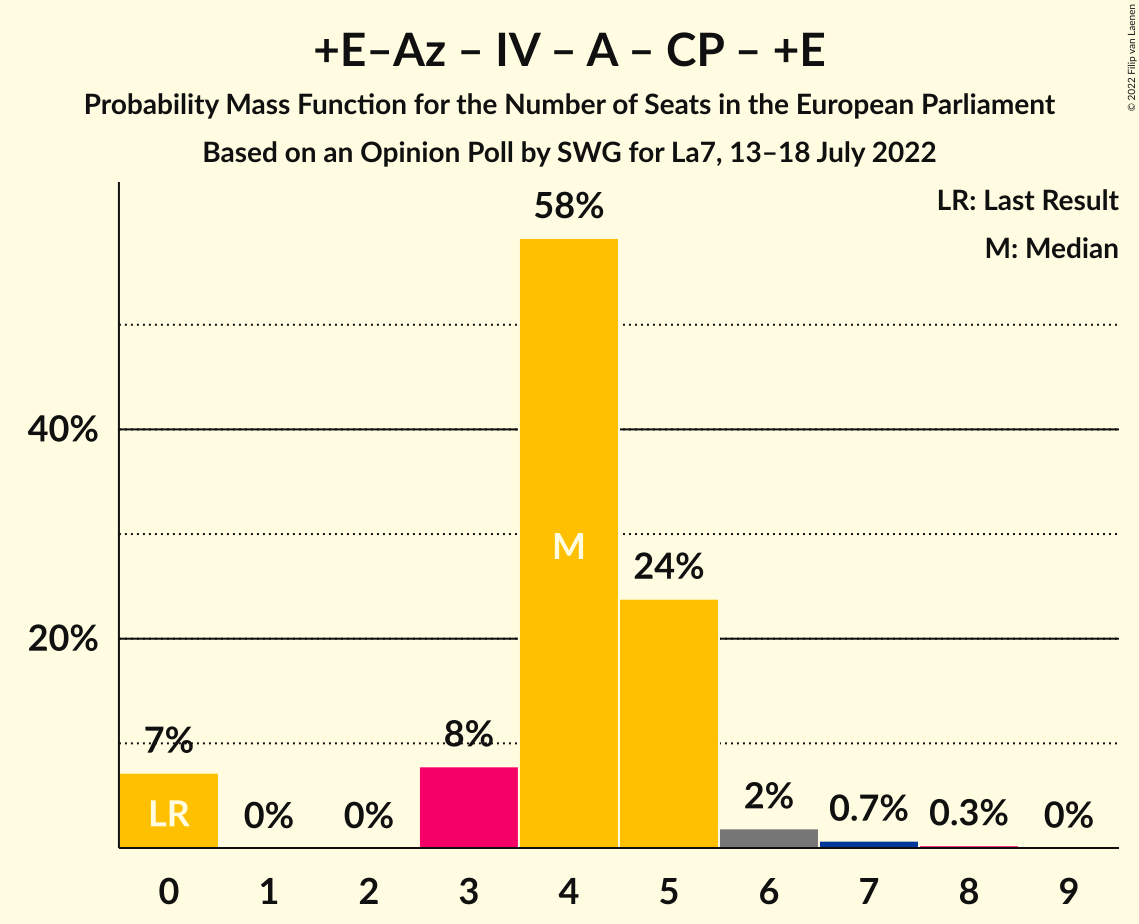 +E–Az – IV – A – CP – +E
Probability Mass Function for the Number of Seats in the European Parliament
Based on an Opinion Poll by SWG for La7, 13–18 July 2022
© 2022 Filip van Laenen
LR: Last Result
M: Median
58%
40%
M
24%
20%
7%
8%
LR
0%
0%
2%
0.7%
0.3%
0%
0 1 2 3 4 5 6 7 8 9